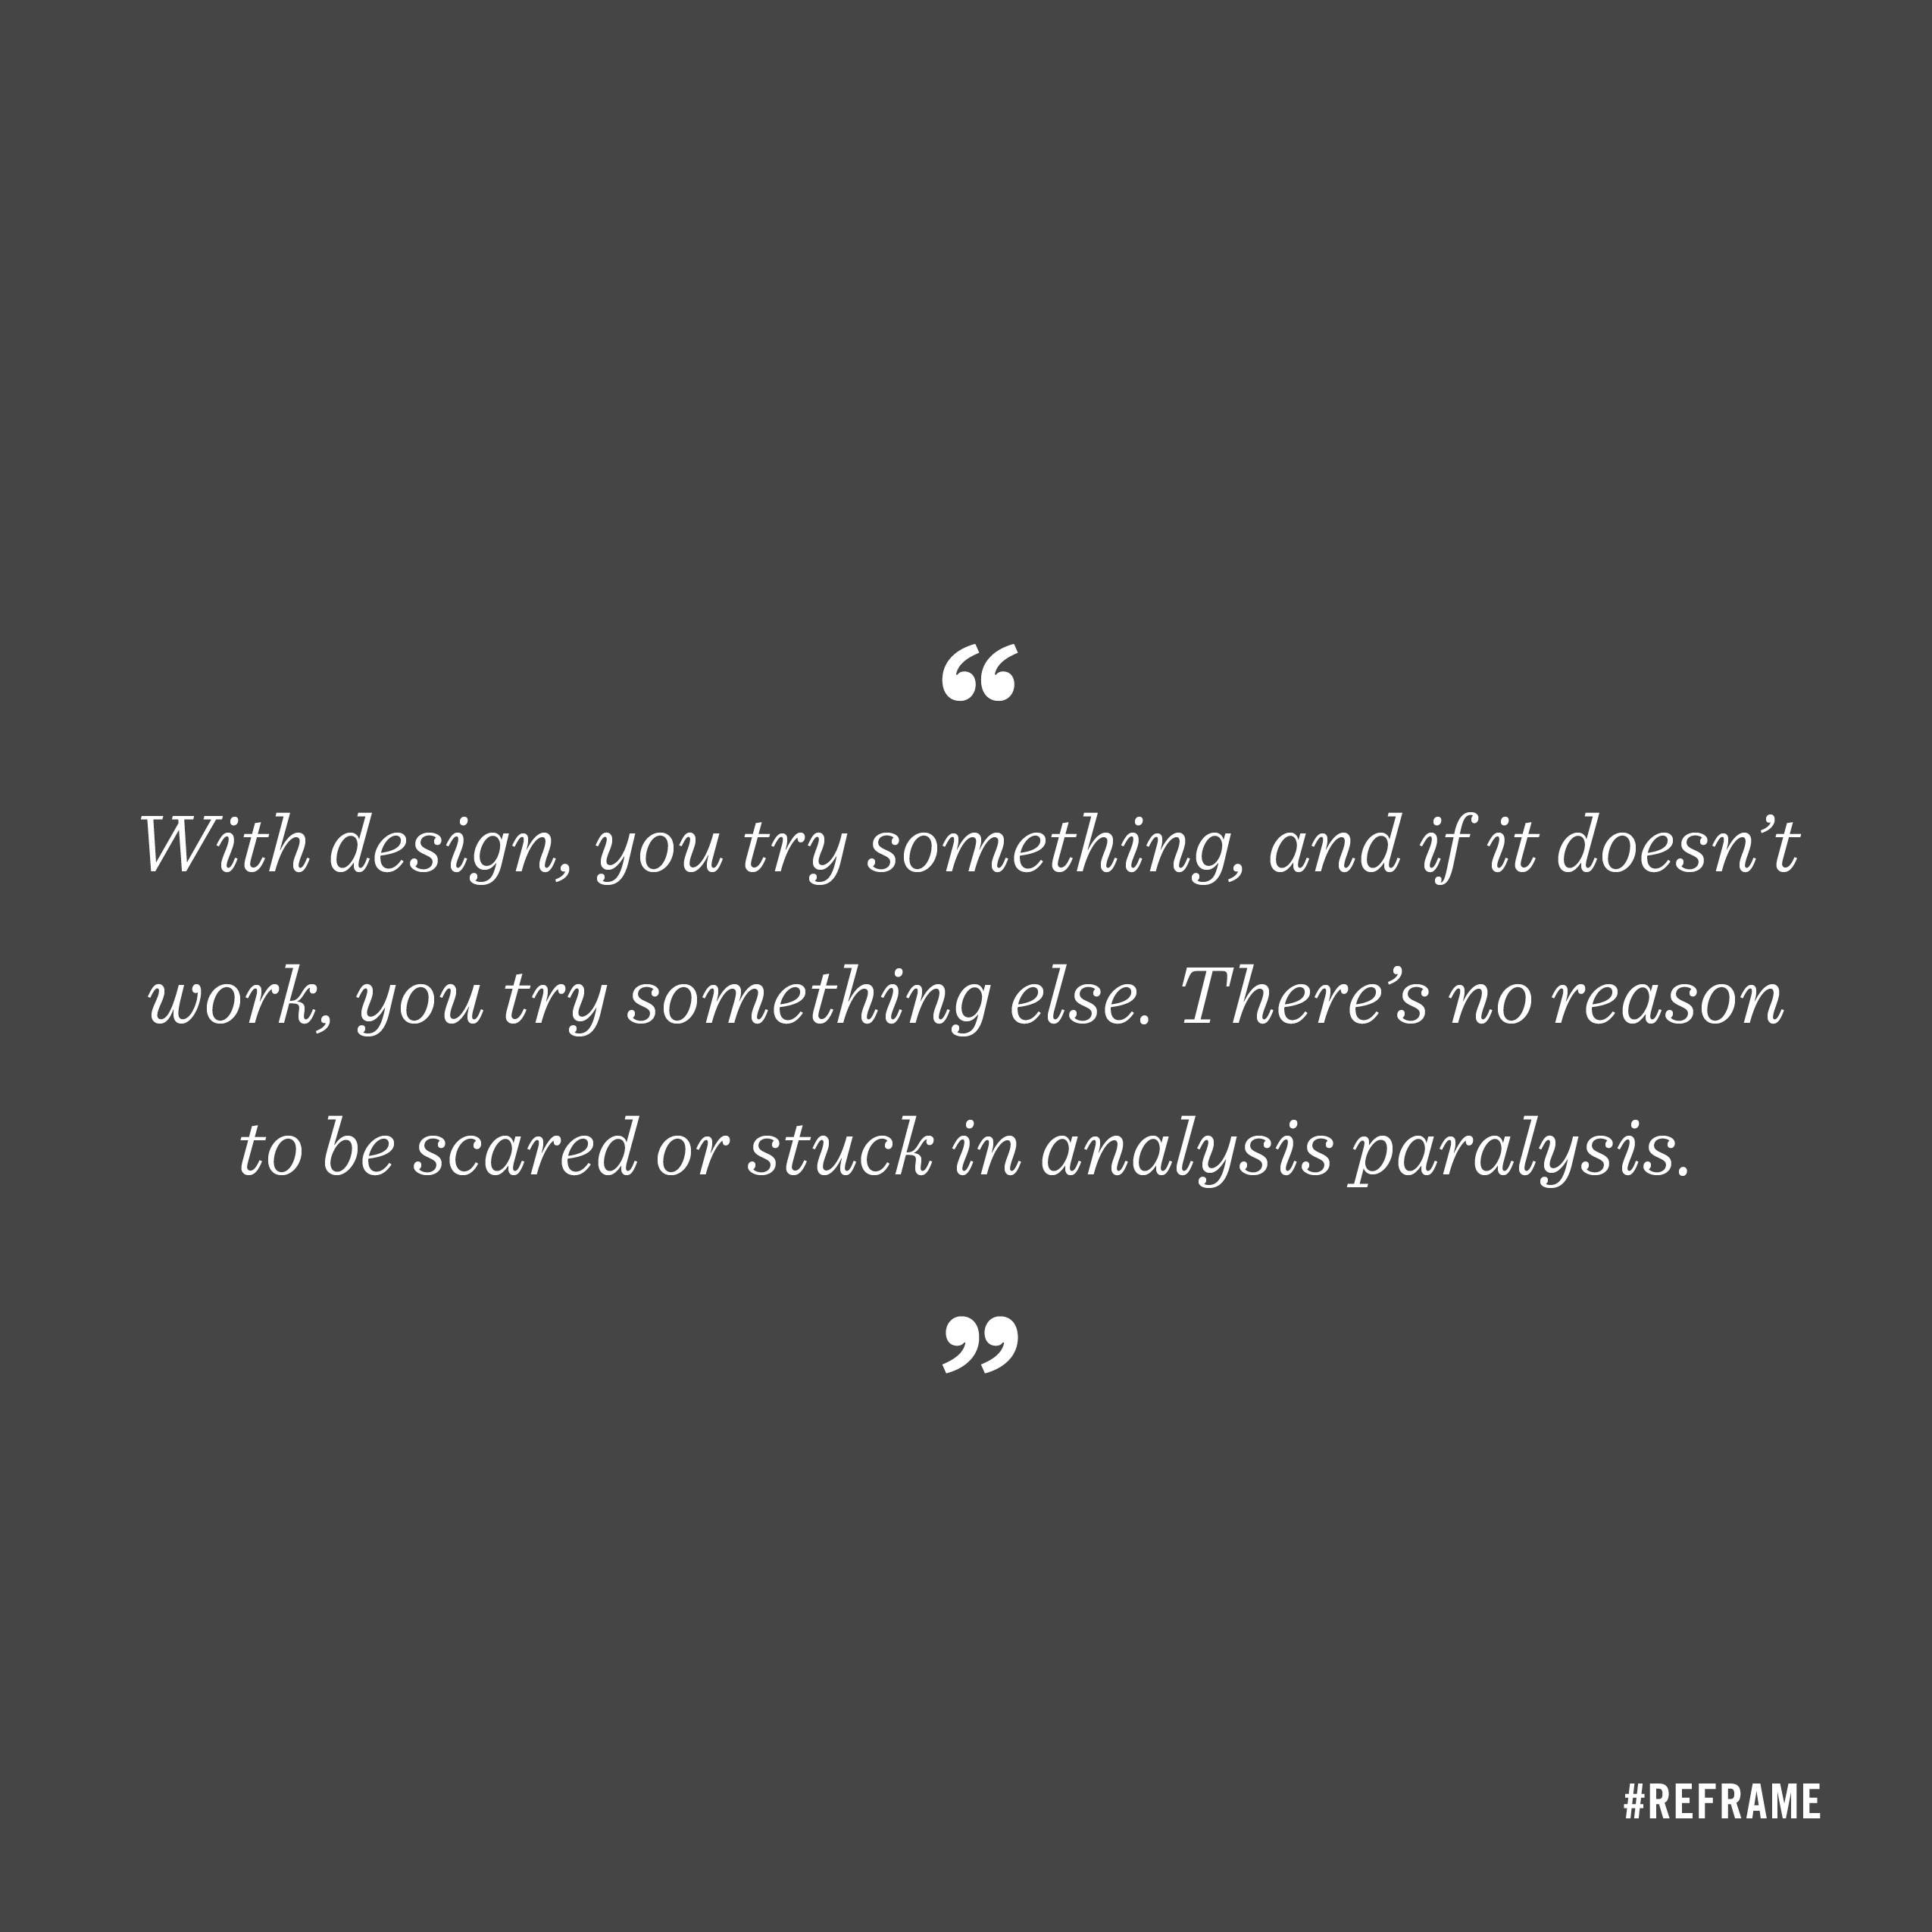 “
With design, you try something, and if it doesn’t
work, you try something else. There’s no reason
to be scared or stuck in analysis paralysis.
”
#REFRAME